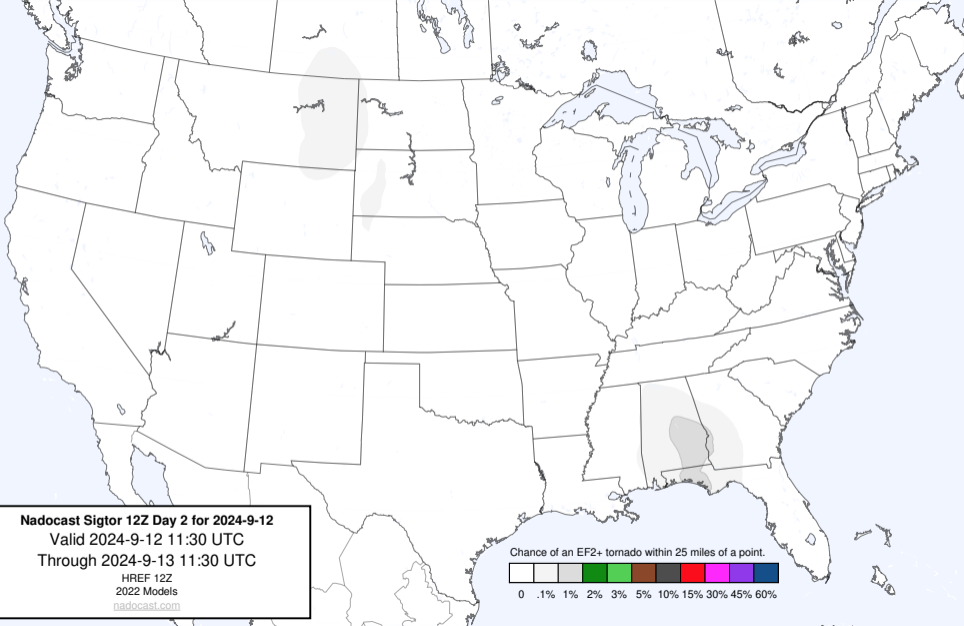 Nadocast Sigtor 12Z Day 2 for 2024-9-12
Valid 2024-9-12 11:30 UTC
Through 2024-9-13 11:30 UTC
HREF 12Z
2022 Models
nadocast.com
Chance of an EF2+ tornado within 25 miles of a point.
0 .1% 1% 2% 3% 5% 10% 15% 30% 45% 60%